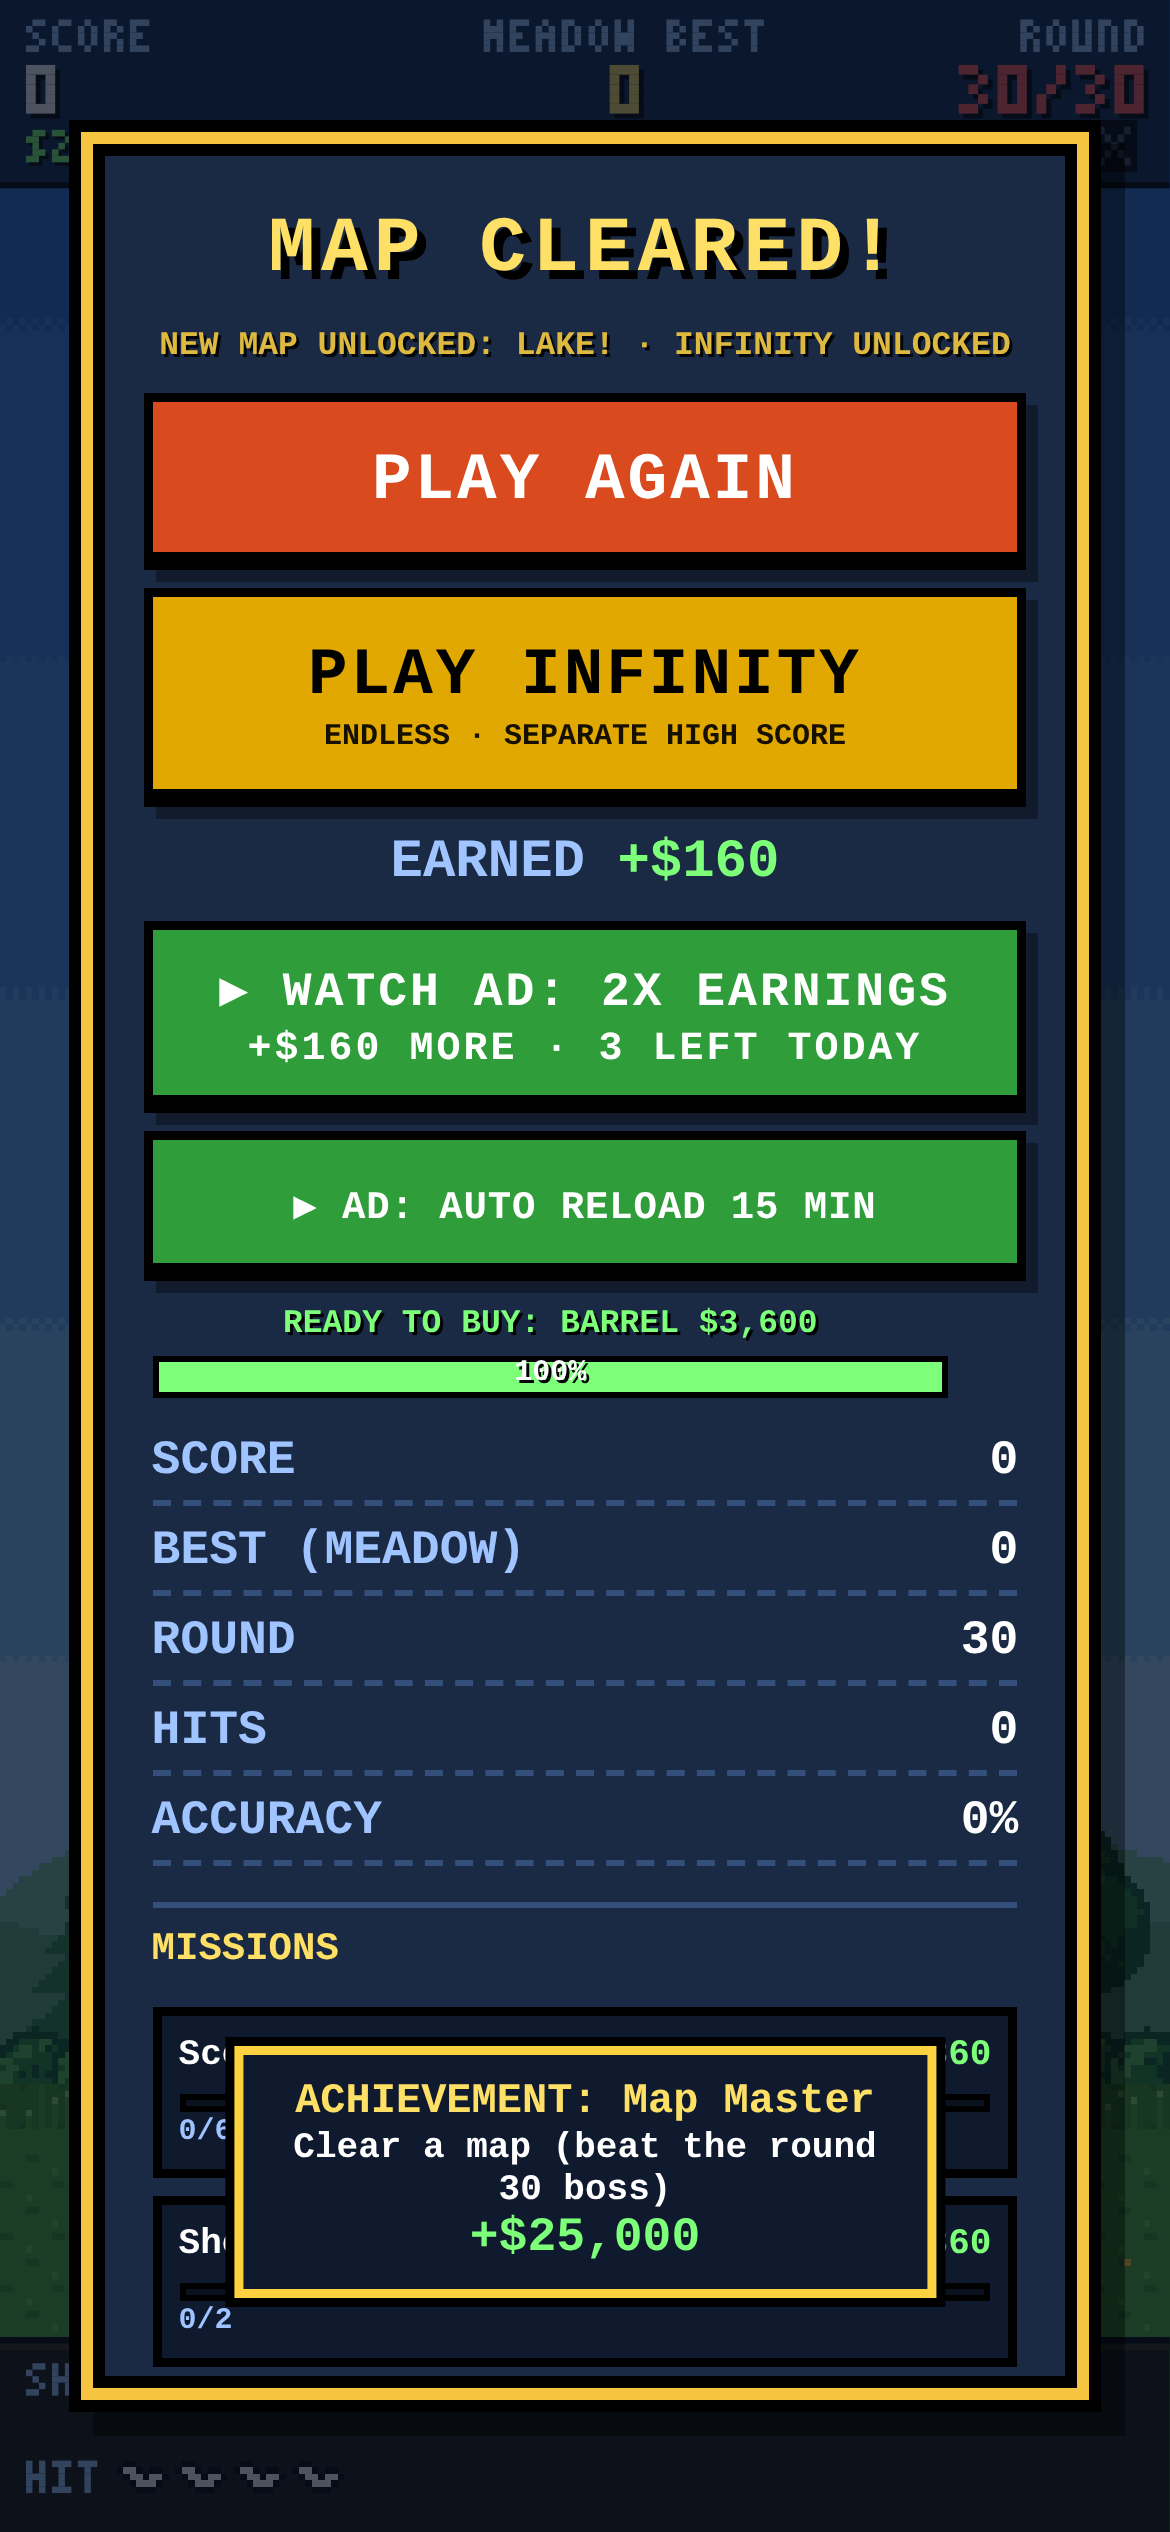 SCORE MEADOW BEST ROUND
0 0 30/30
MAP CLEARED!
NEW MAP UNLOCKED: LAKE! · INFINITY UNLOCKED
PLAY AGAIN
PLAY INFINITY
ENDLESS · SEPARATE HIGH SCORE
EARNED +$160
▶ WATCH AD: 2X EARNINGS
+$160 MORE · 3 LEFT TODAY
▶ AD: AUTO RELOAD 15 MIN
READY TO BUY: BARREL $3,600
100%
SCORE 0
BEST (MEADOW) 0
ROUND 30
HITS 0
ACCURACY 0%
MISSIONS
ACHIEVEMENT: Map Master
Clear a map (beat the round
30 boss)
+$25,000
0/2
HIT